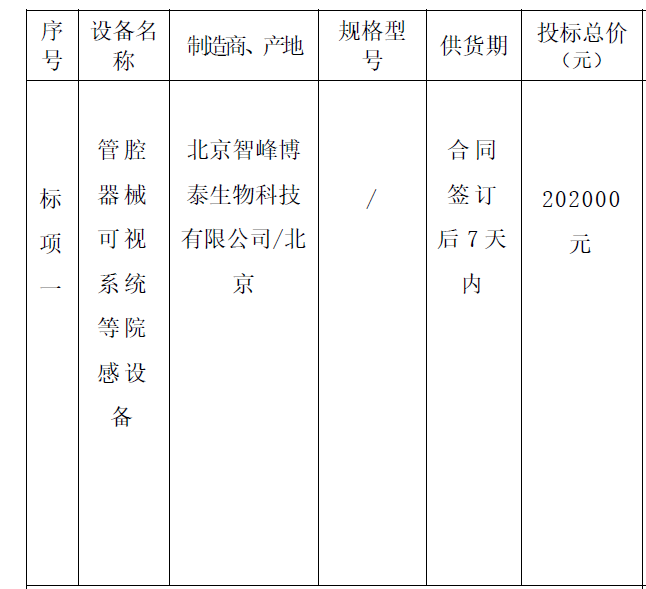 序号
设备名称
制造商、产地
规格型号
供货期
投标总价
（元）
标项一
管腔
器械
可视
系统
等院
感设
备
北京智峰博
泰生物科技
有限公司/北
京
/
合同
签订
后7天
内
202000
元